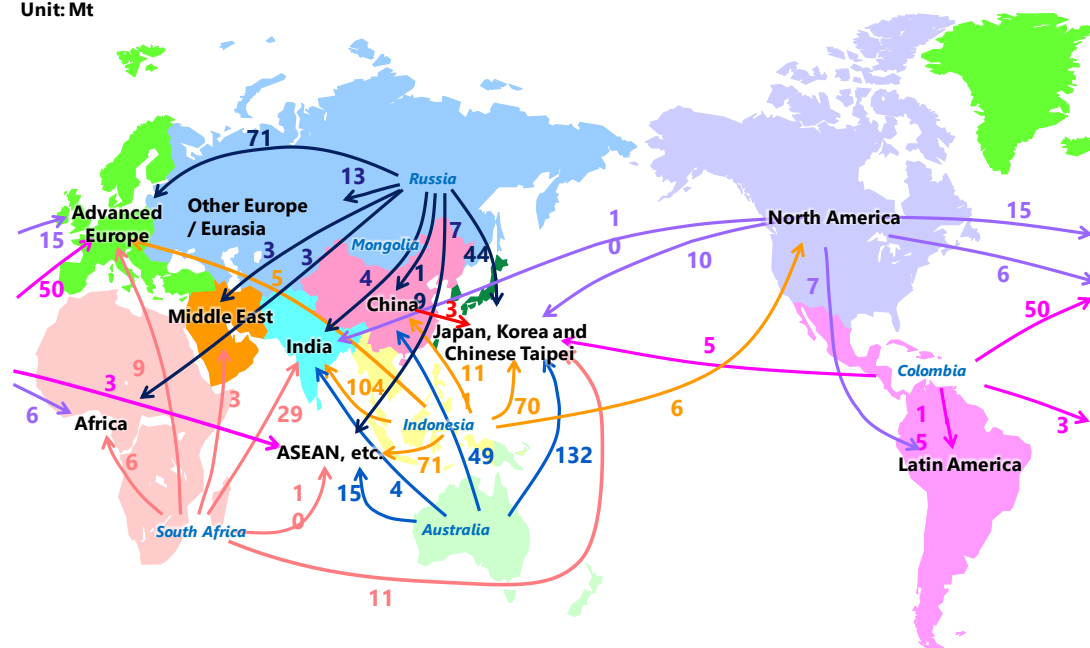 Unit: Mt
71
13
Russia
Advanced
Europe
Other Europe
/ Eurasia
15
50
3
3
5
Mongolia
7
44
4
1
9
China
3
Middle East
India
Japan, Korea and
Chinese Taipei
1
0
10
North America
15
7
6
50
5
Colombia
3
6
Africa
3
9
3
29
104
11
1
70
6
Indonesia
ASEAN, etc.
71
49
132
1
5
Latin America
6
1
0
15
4
South Africa
Australia
11